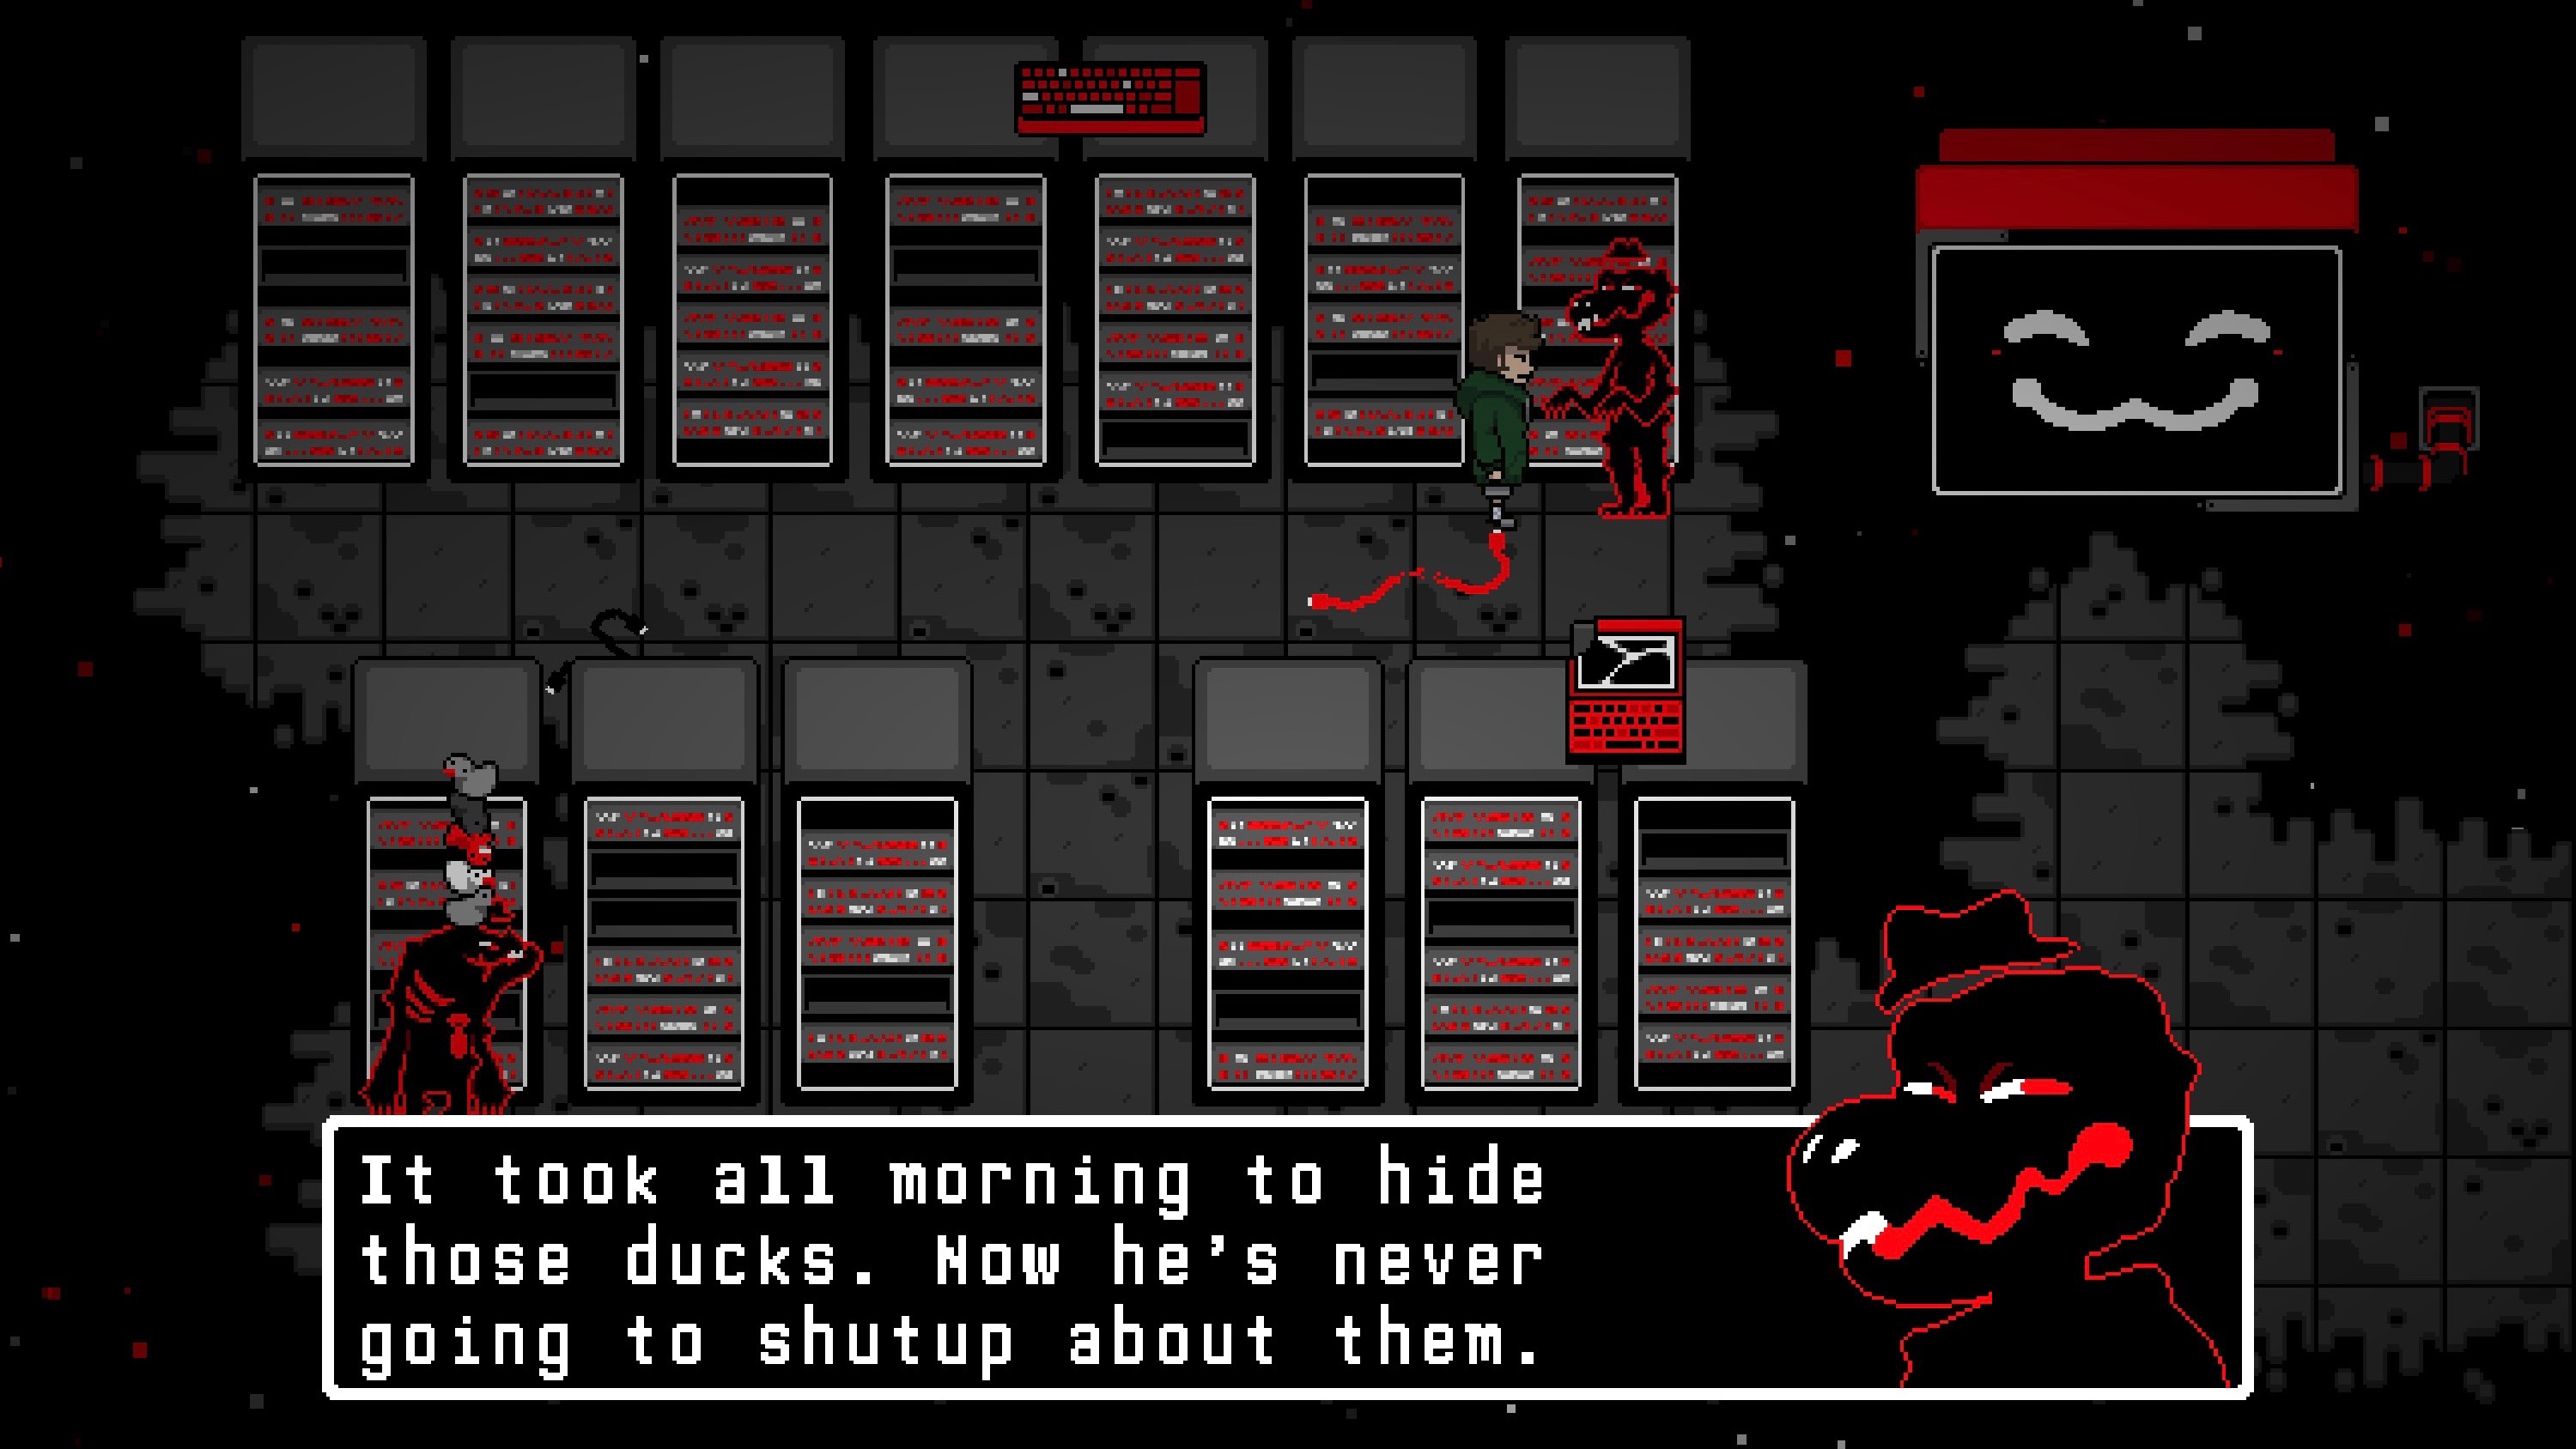 It took all morning to hide
those ducks. Now he's never
going to shutup about them.